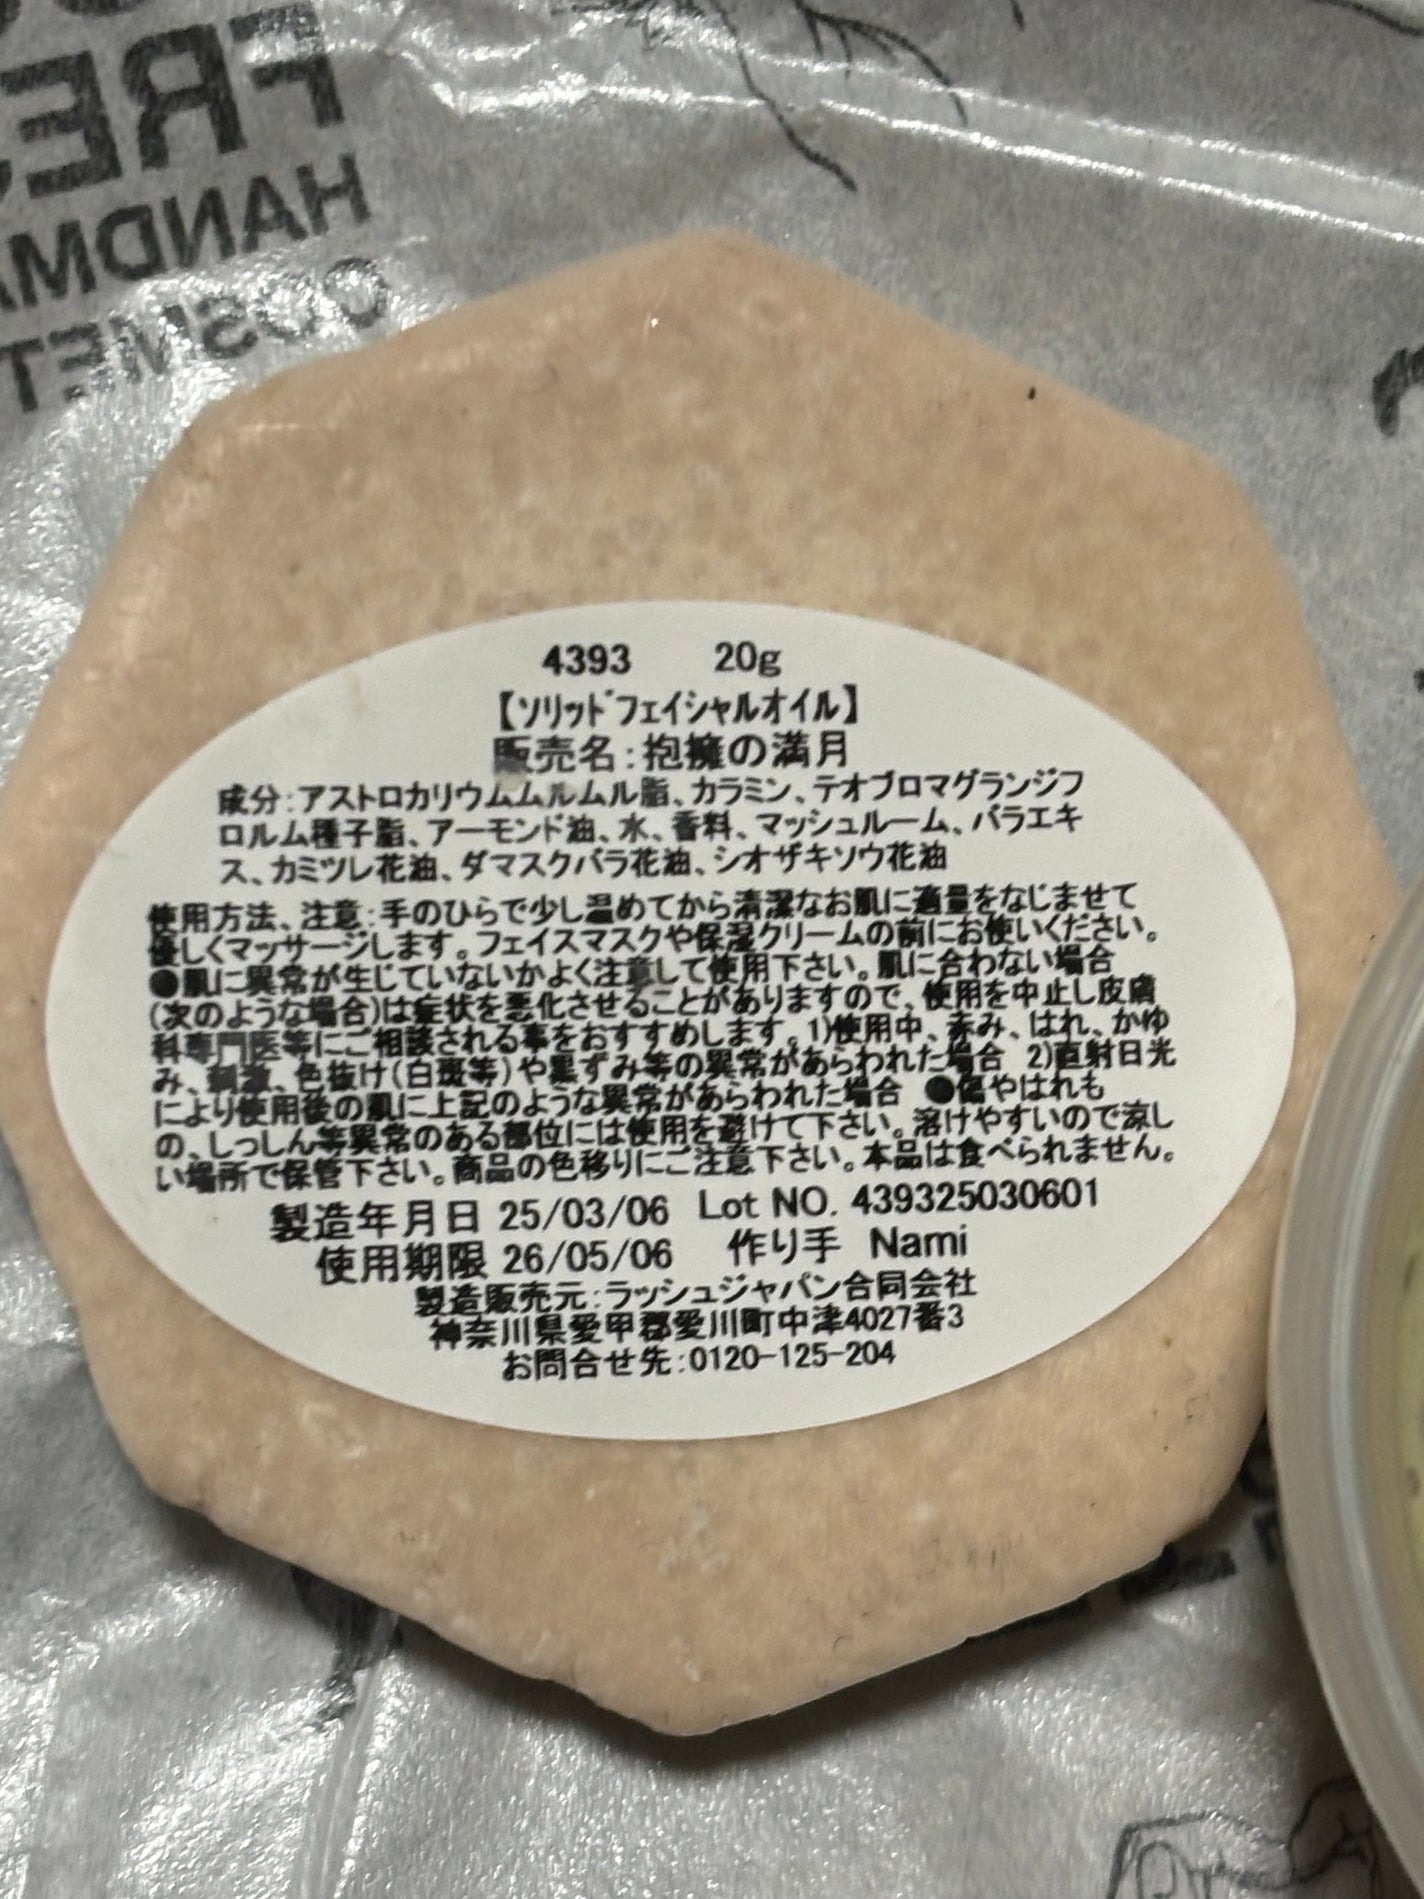 FRES
HANDMA
COSMET
4393 20g
【ソリッドフェイシャルオイル】
販売名:抱擁の満月
成分:アストロカリウムムルムル脂、カラミン、テオブロマグランジフ
ロルム種子脂、アーモンド油、水、香料、マッシュルーム、バラエキ
ス、カミツレ花油、ダマスクバラ花油、シオザキソウ花油
使用方法、注意:手のひらで少し温めてから清潔なお肌に適量をなじませて
優しくマッサージします。フェイスマスクや保湿クリームの前にお使いください。
●肌に異常が生じていないかよく注意して使用下さい。肌に合わない場合
(次のような場合)は症状を悪化させることがありますので、使用を中止し皮膚
科専門医等にご相談される事をおすすめします。1)使用中、赤み、はれ、かゆ
み、刺激、色抜け(白斑等)や黒ずみ等の異常があらわれた場合 2)直射日光
により使用後の肌に上記のような異常があらわれた場合 ●傷やはれも
の、しっしん等異常のある部位には使用を避けて下さい。溶けやすいので涼し
い場所で保管下さい。商品の色移りにご注意下さい。本品は食べられません。
製造年月日 25/03/06 Lot NO. 439325030601
使用期限 26/05/06 作り手 Nami
製造販売元:ラッシュジャパン合同会社
神奈川県愛甲郡愛川町中津4027番3
お問合せ先:0120-125-204